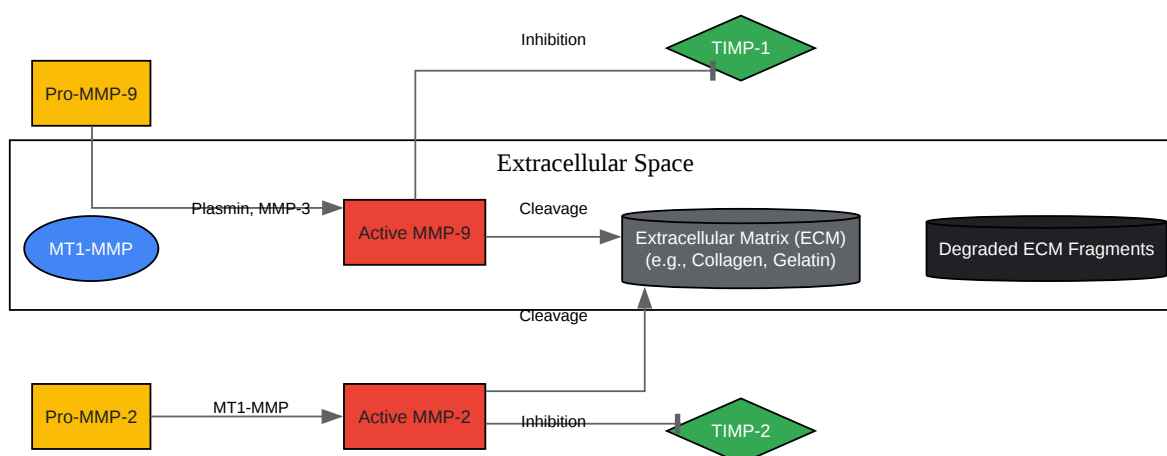 Inhibition
TIMP-1
Pro-MMP-9
Extracellular Space
Plasmin, MMP-3
Cleavage
MT1-MMP
Active MMP-9
Extracellular Matrix (ECM)
(e.g., Collagen, Gelatin)
Degraded ECM Fragments
Cleavage
Pro-MMP-2
MT1-MMP
Active MMP-2
Inhibition
TIMP-2